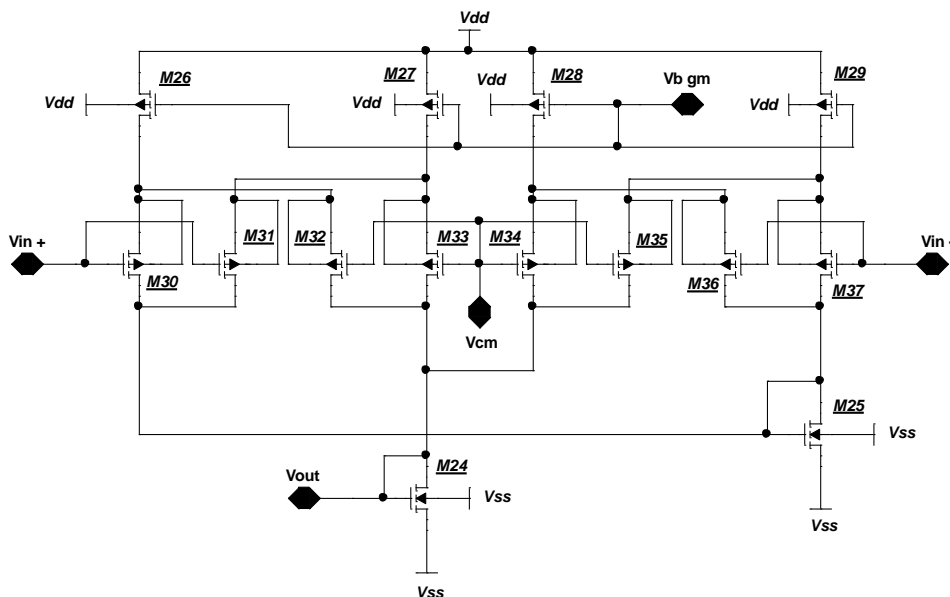 Vdd
M26
M27
M28
Vb gm
M29
Vdd
Vdd
Vdd
Vdd
Vin +
M31
M32
M33
M34
M35
Vin -
M30
M36
M37
Vcm
M25
Vss
M24
Vout
Vss
Vss
Vss